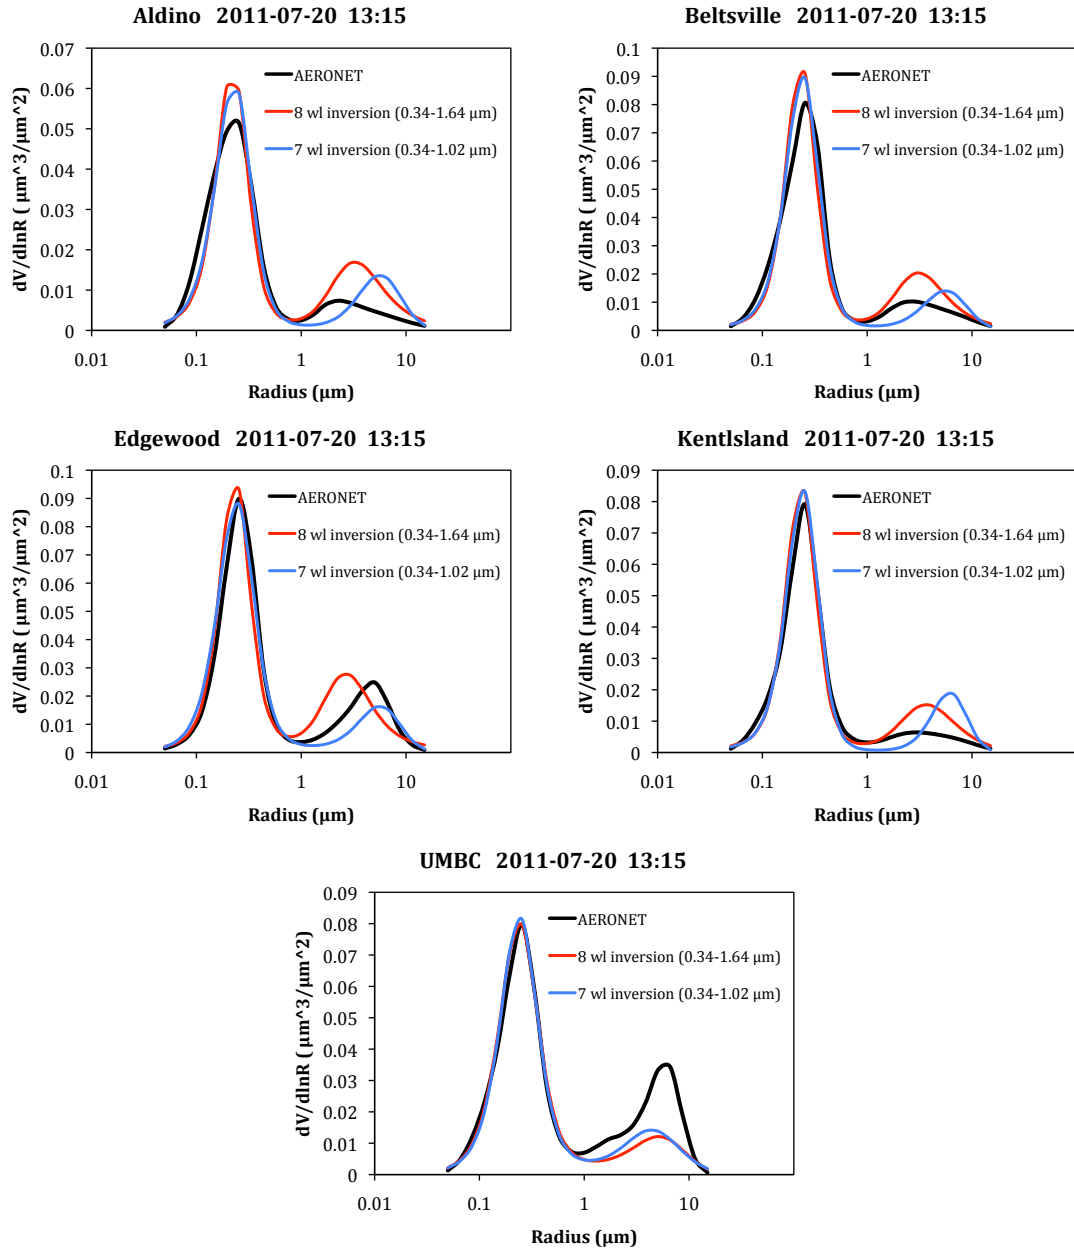 Aldino 2011-07-20 13:15
dV/dlnR ( µm^3/µm^2)
0.07
0.06
0.05
0.04
0.03
0.02
0.01
0
AERONET
8 wl inversion (0.34-1.64 µm)
7 wl inversion (0.34-1.02 µm)
0.01 0.1 1 10
Radius (µm)
Beltsville 2011-07-20 13:15
dV/dlnR ( µm^3/µm^2)
0.1
0.09
0.08
0.07
0.06
0.05
0.04
0.03
0.02
0.01
0
AERONET
8 wl inversion (0.34-1.64 µm)
7 wl inversion (0.34-1.02 µm)
0.01 0.1 1 10
Radius (µm)
Edgewood 2011-07-20 13:15
dV/dlnR ( µm^3/µm^2)
0.1
0.09
0.08
0.07
0.06
0.05
0.04
0.03
0.02
0.01
0
AERONET
8 wl inversion (0.34-1.64 µm)
7 wl inversion (0.34-1.02 µm)
0.01 0.1 1 10
Radius (µm)
Kentlsland 2011-07-20 13:15
dV/dlnR ( µm^3/µm^2)
0.09
0.08
0.07
0.06
0.05
0.04
0.03
0.02
0.01
0
AERONET
8 wl inversion (0.34-1.64 µm)
7 wl inversion (0.34-1.02 µm)
0.01 0.1 1 10
Radius (µm)
UMBC 2011-07-20 13:15
dV/dlnR ( µm^3/µm^2)
0.09
0.08
0.07
0.06
0.05
0.04
0.03
0.02
0.01
0
AERONET
8 wl inversion (0.34-1.64 µm)
7 wl inversion (0.34-1.02 µm)
0.01 0.1 1 10
Radius (µm)